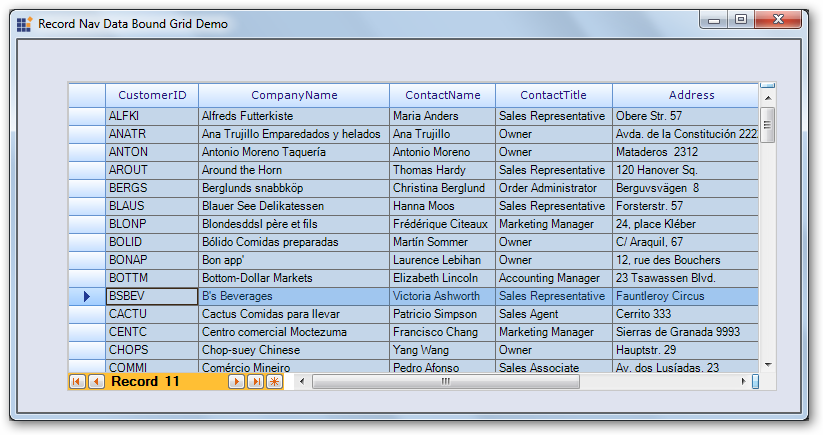 Record Nav Data Bound Grid Demo
CustomerID CompanyName ContactName ContactTitle Address
ALFKI Alfreds Futterkiste Maria Anders Sales Representative Obere Str. 57
ANATR Ana Trujillo Emparedados y helados Ana Trujillo Owner Avda. de la Constitución 222
ANTON Antonio Moreno Taquería Antonio Moreno Owner Mataderos 2312
AROUT Around the Horn Thomas Hardy Sales Representative 120 Hanover Sq.
BERGS Berglunds snabbköp Christina Berglund Order Administrator Berguvsvägen 8
BLAUS Blauer See Delikatessen Hanna Moos Sales Representative Forsterstr. 57
BLONP Blondesddsl père et fils Frédérique Citeaux Marketing Manager 24, place Kléber
BOLID Bólido Comidas preparadas Martín Sommer Owner C/ Araquil, 67
BONAP Bon app' Laurence Lebihan Owner 12, rue des Bouchers
BOTTM Bottom-Dollar Markets Elizabeth Lincoln Accounting Manager 23 Tsawassen Blvd.
BSBEV B's Beverages Victoria Ashworth Sales Representative Fauntleroy Circus
CACTU Cactus Comidas para llevar Patricio Simpson Sales Agent Cerrito 333
CENTC Centro comercial Moctezuma Francisco Chang Marketing Manager Sierras de Granada 9993
CHOPS Chop-suey Chinese Yang Wang Owner Hauptstr. 29
COMMI Comércio Mineiro Pedro Afonso Sales Associate Av. dos Lusíadas, 23
Record 11